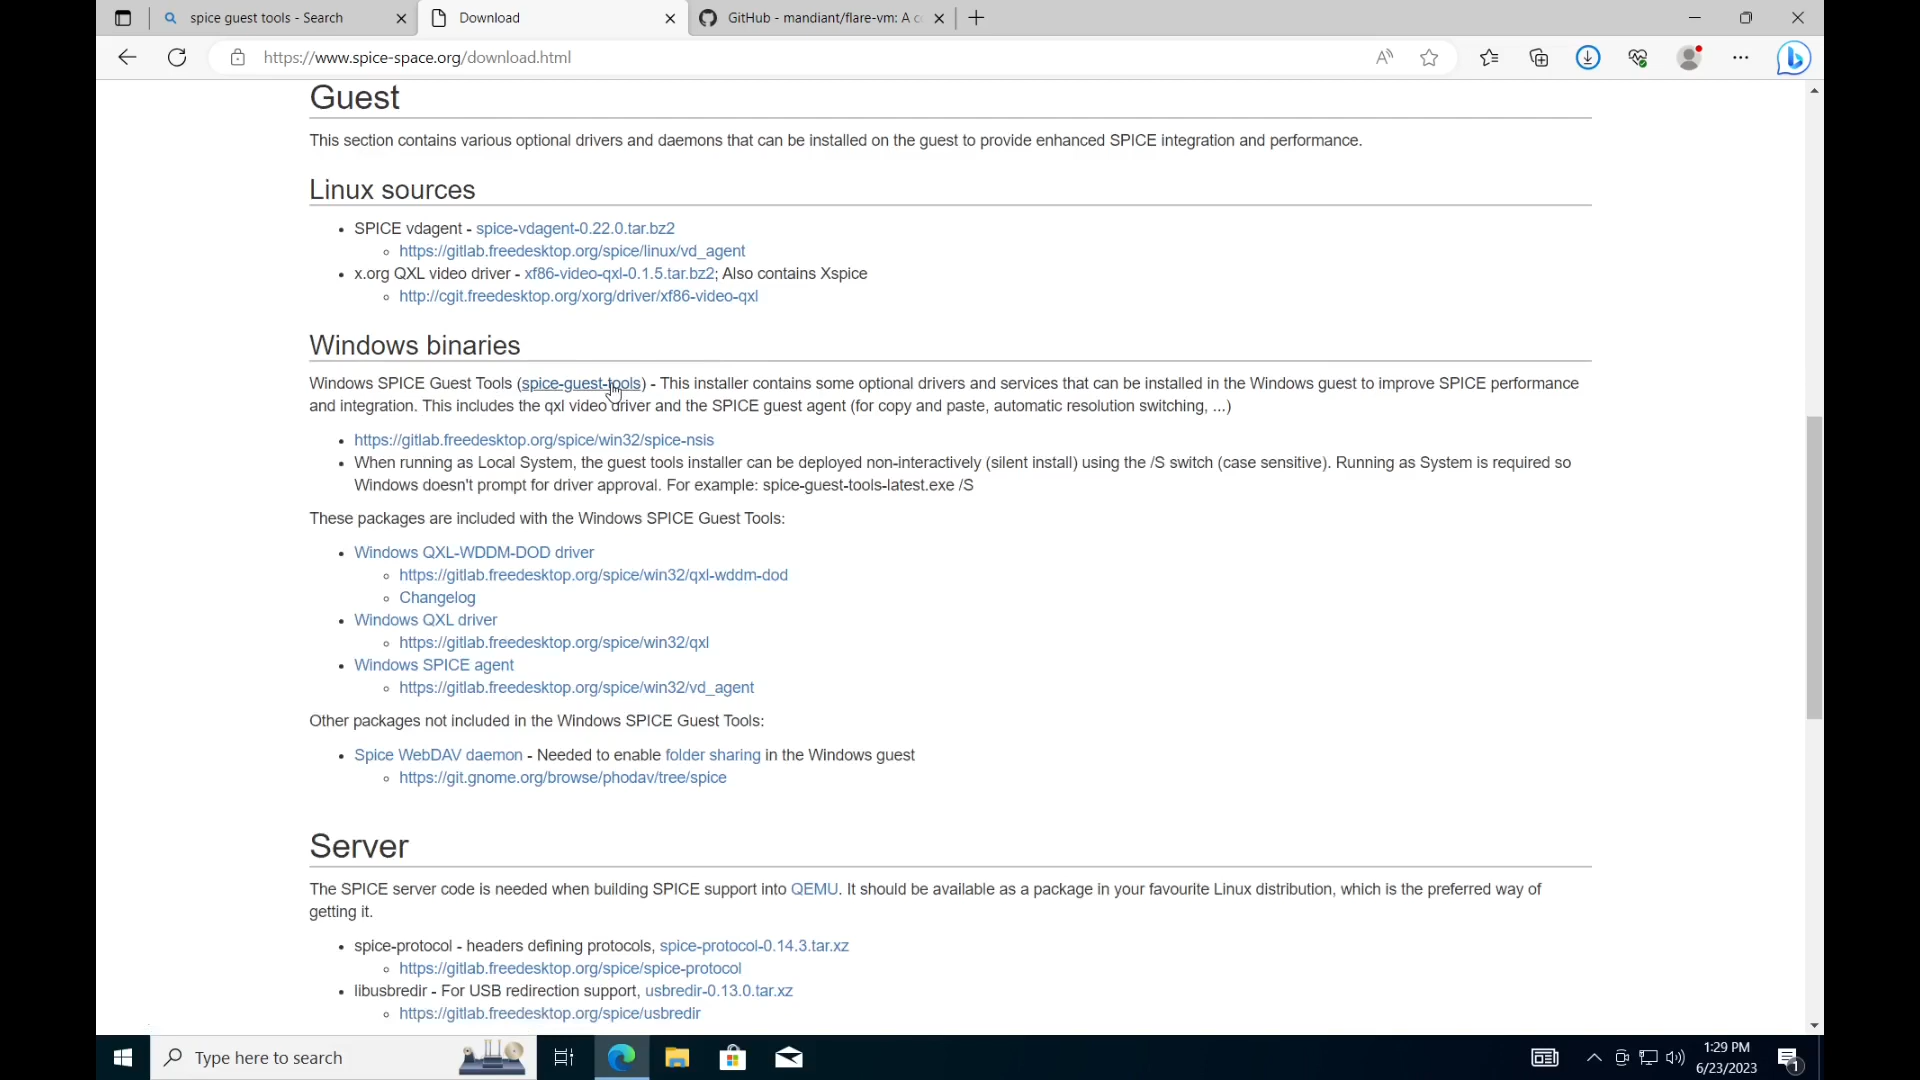 spice guest tools - Search
Download
GitHub - mandiant/flare-vm: A c
https://www.spice-space.org/download.html
Guest
This section contains various optional drivers and daemons that can be installed on the guest to provide enhanced SPICE integration and performance.
Linux sources
SPICE vdagent - spice-vdagent-0.22.0.tar.bz2
https://gitlab.freedesktop.org/spice/linux/vd_agent
x.org QXL video driver - xf86-video-qxl-0.1.5.tar.bz2; Also contains Xspice
http://cgit.freedesktop.org/xorg/driver/xf86-video-qxl
Windows binaries
Windows SPICE Guest Tools (spice-guest-tools) - This installer contains some optional drivers and services that can be installed in the Windows guest to improve SPICE performance
and integration. This includes the qxl video driver and the SPICE guest agent (for copy and paste, automatic resolution switching, ...)
https://gitlab.freedesktop.org/spice/win32/spice-nsis
When running as Local System, the guest tools installer can be deployed non-interactively (silent install) using the /S switch (case sensitive). Running as System is required so
Windows doesn't prompt for driver approval. For example: spice-guest-tools-latest.exe /S
These packages are included with the Windows SPICE Guest Tools:
Windows QXL-WDDM-DOD driver
https://gitlab.freedesktop.org/spice/win32/qxl-wddm-dod
Changelog
Windows QXL driver
https://gitlab.freedesktop.org/spice/win32/qxl
Windows SPICE agent
https://gitlab.freedesktop.org/spice/win32/vd_agent
Other packages not included in the Windows SPICE Guest Tools:
Spice WebDAV daemon - Needed to enable folder sharing in the Windows guest
https://git.gnome.org/browse/phodav/tree/spice
Server
The SPICE server code is needed when building SPICE support into QEMU. It should be available as a package in your favourite Linux distribution, which is the preferred way of
getting it.
spice-protocol - headers defining protocols, spice-protocol-0.14.3.tar.xz
https://gitlab.freedesktop.org/spice/spice-protocol
libusbredir - For USB redirection support, usbredir-0.13.0.tar.xz
https://gitlab.freedesktop.org/spice/usbredir
Type here to search
1:29 PM
6/23/2023
1